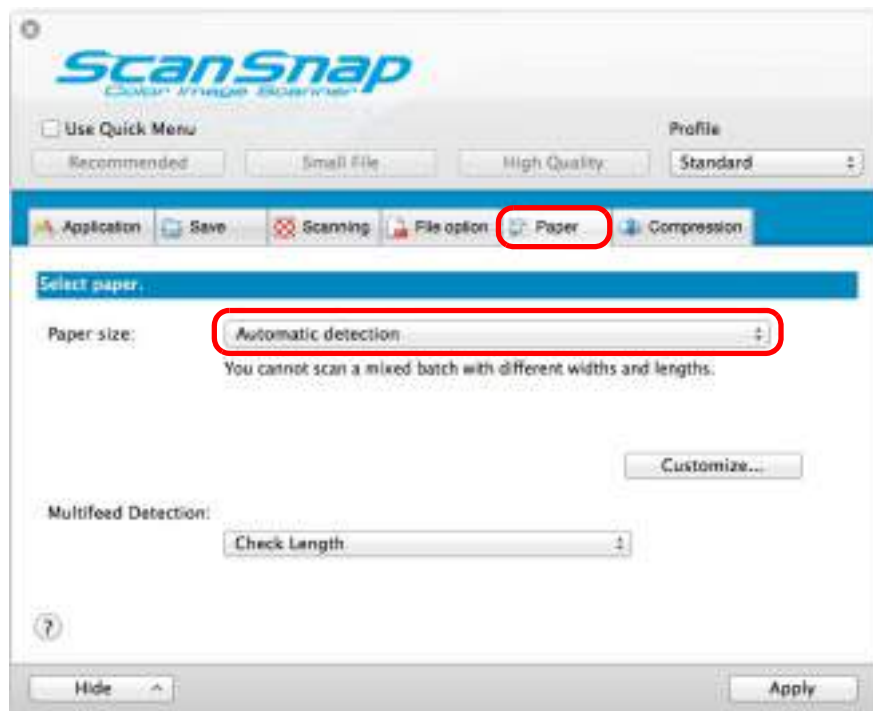 ScanSnap
Color Image Scanner
Use Quick Menu
Profile
Recommended
Small File
High Quality
Standard
Application
Save
Scanning
File option
Paper
Compression
Select paper.
Paper size:
Automatic detection
You cannot scan a mixed batch with different widths and lengths.
Customize...
Multifeed Detection:
Check Length
?
Hide
Apply